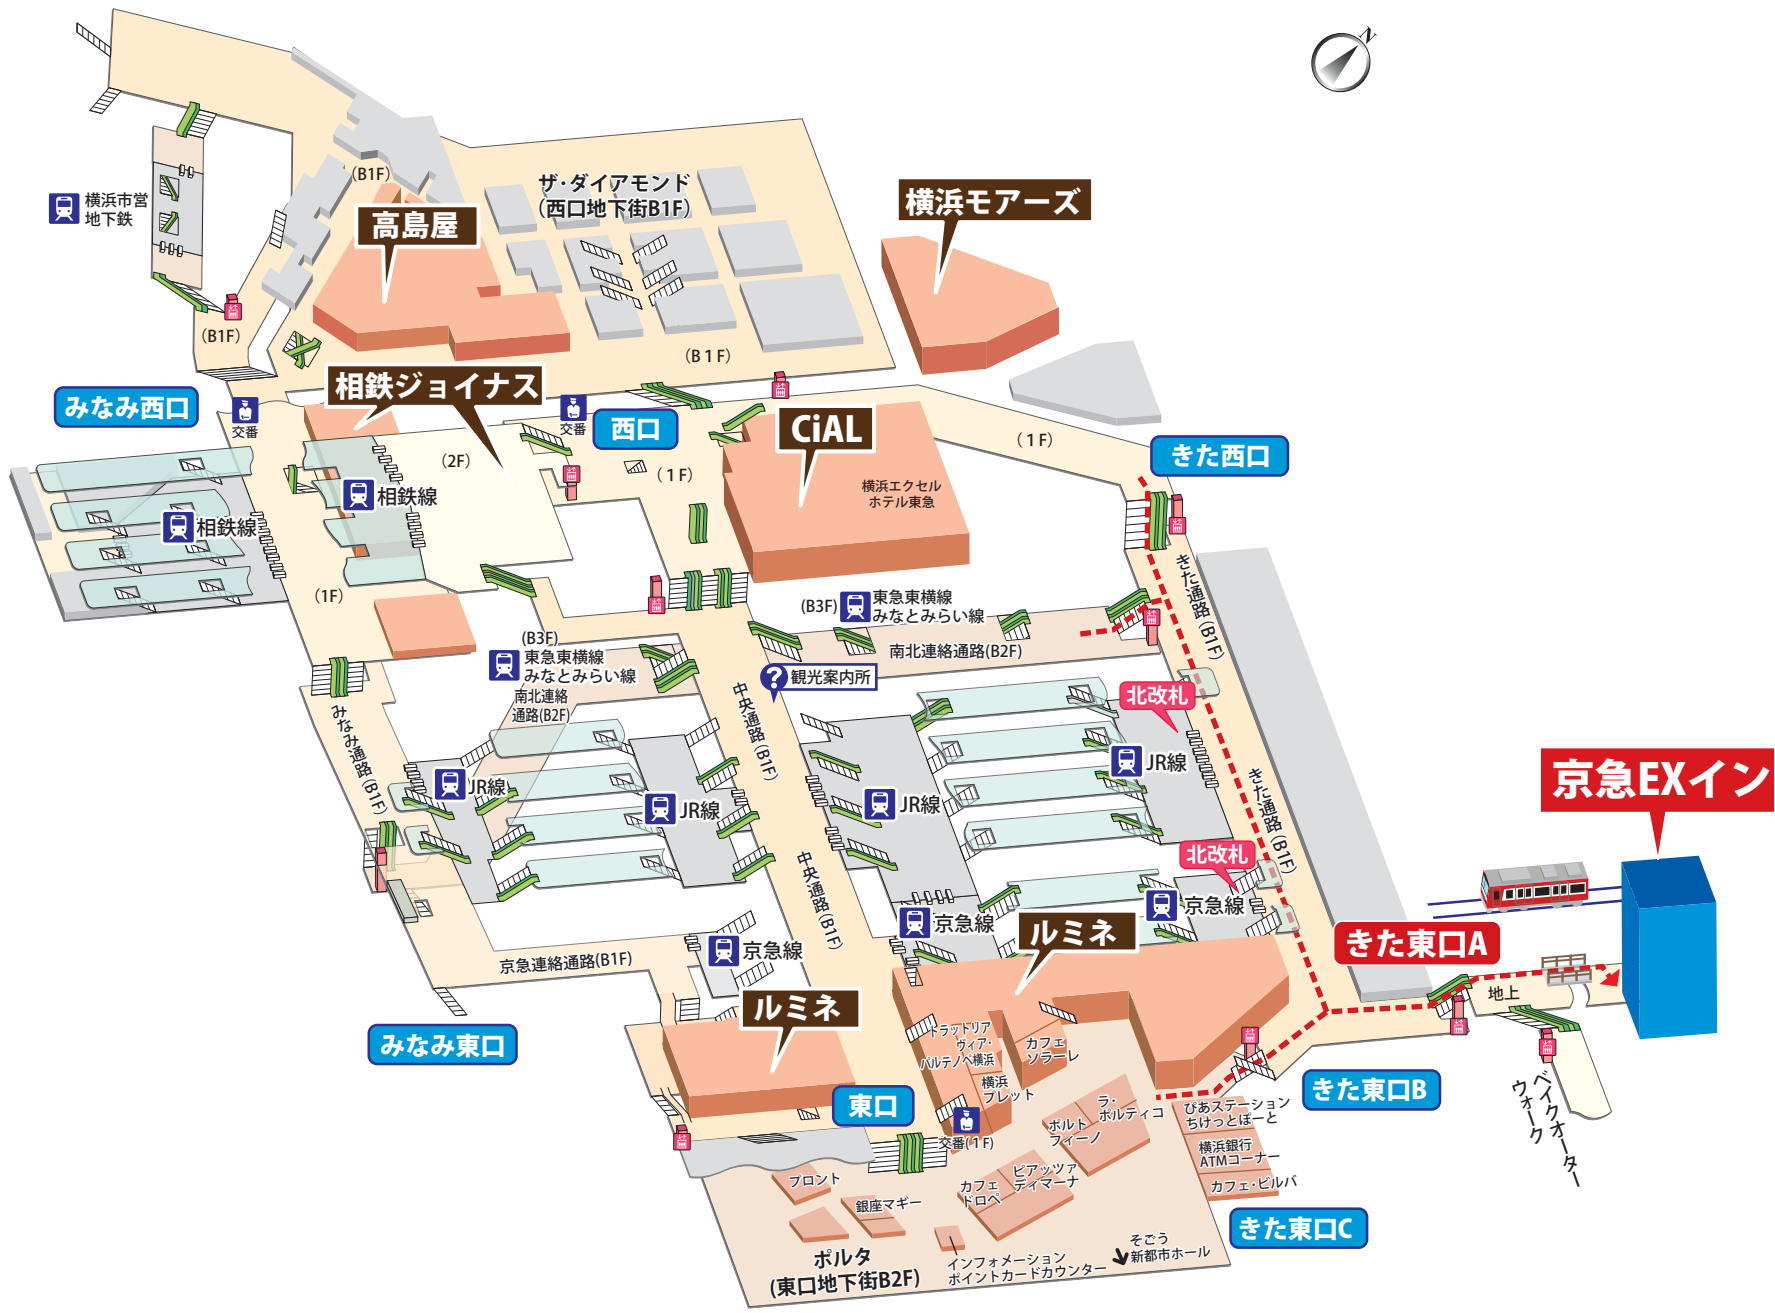 N
横浜市営
地下鉄
(B1F)
高島屋
ザ・ダイアモンド
(西口地下街B1F)
横浜モアーズ
(B1F)
(B1F)
みなみ西口
交番
相鉄ジョイナス
交番
西口
CiAL
横浜エクセル
ホテル東急
(1F)
きた西口
(2F)
(1F)
相鉄線
相鉄線
(1F)
(B3F)
東急東横線
みなとみらい線
南北連絡通路(B2F)
(B3F)
東急東横線
みなとみらい線
南北連絡
通路(B2F)
観光案内所
きた通路(B1F)
北改札
みなみ通路(B1F)
中央通路(B1F)
JR線
JR線
JR線
JR線
きた通路(B1F)
北改札
中央通路(B1F)
京急EXイン
京急線
京急線
京急線
ルミネ
きた東口A
地上
京急連絡通路(B1F)
ルミネ
みなみ東口
東口
トラッドリア
ヴィア・
パルテノペ横浜
カフェ
ソラーレ
横浜
ブレット
交番(1F)
きた東口B
ベイクオーター
ウォーク
ラ・
ポルティコ
ポルト
フィーノ
ぴあステーション
ちけっとぽーと
横浜銀行
ATMコーナー
カフェ・ビルバ
ピアッツァ
ディマーナ
カフェ
ドロペ
プロント
銀座マギー
きた東口C
ポルタ
(東口地下街B2F)
インフォメーション
ポイントカードカウンター
そごう
新都市ホール